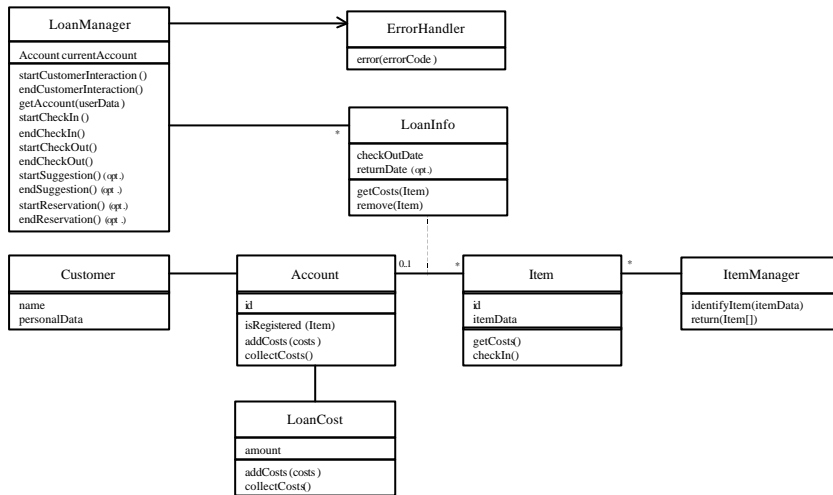 LoanManager
Account currentAccount
startCustomerInteraction ()
endCustomerInteraction()
getAccount(userData )
startCheckIn ()
endCheckIn()
startCheckOut()
endCheckOut()
startSuggestion() (opt.)
endSuggestion() (opt .)
startReservation() (opt.)
endReservation() (opt .)
ErrorHandler
error(errorCode )
*
LoanInfo
checkOutDate
returnDate (opt.)
getCosts(Item)
remove(Item)
Customer
name
personalData
Account
id
isRegistered (Item)
addCosts (costs )
collectCosts()
0..1
*
Item
id
itemData
getCosts()
checkIn()
*
ItemManager
identifyItem(itemData)
return(Item[])
LoanCost
amount
addCosts (costs )
collectCosts()